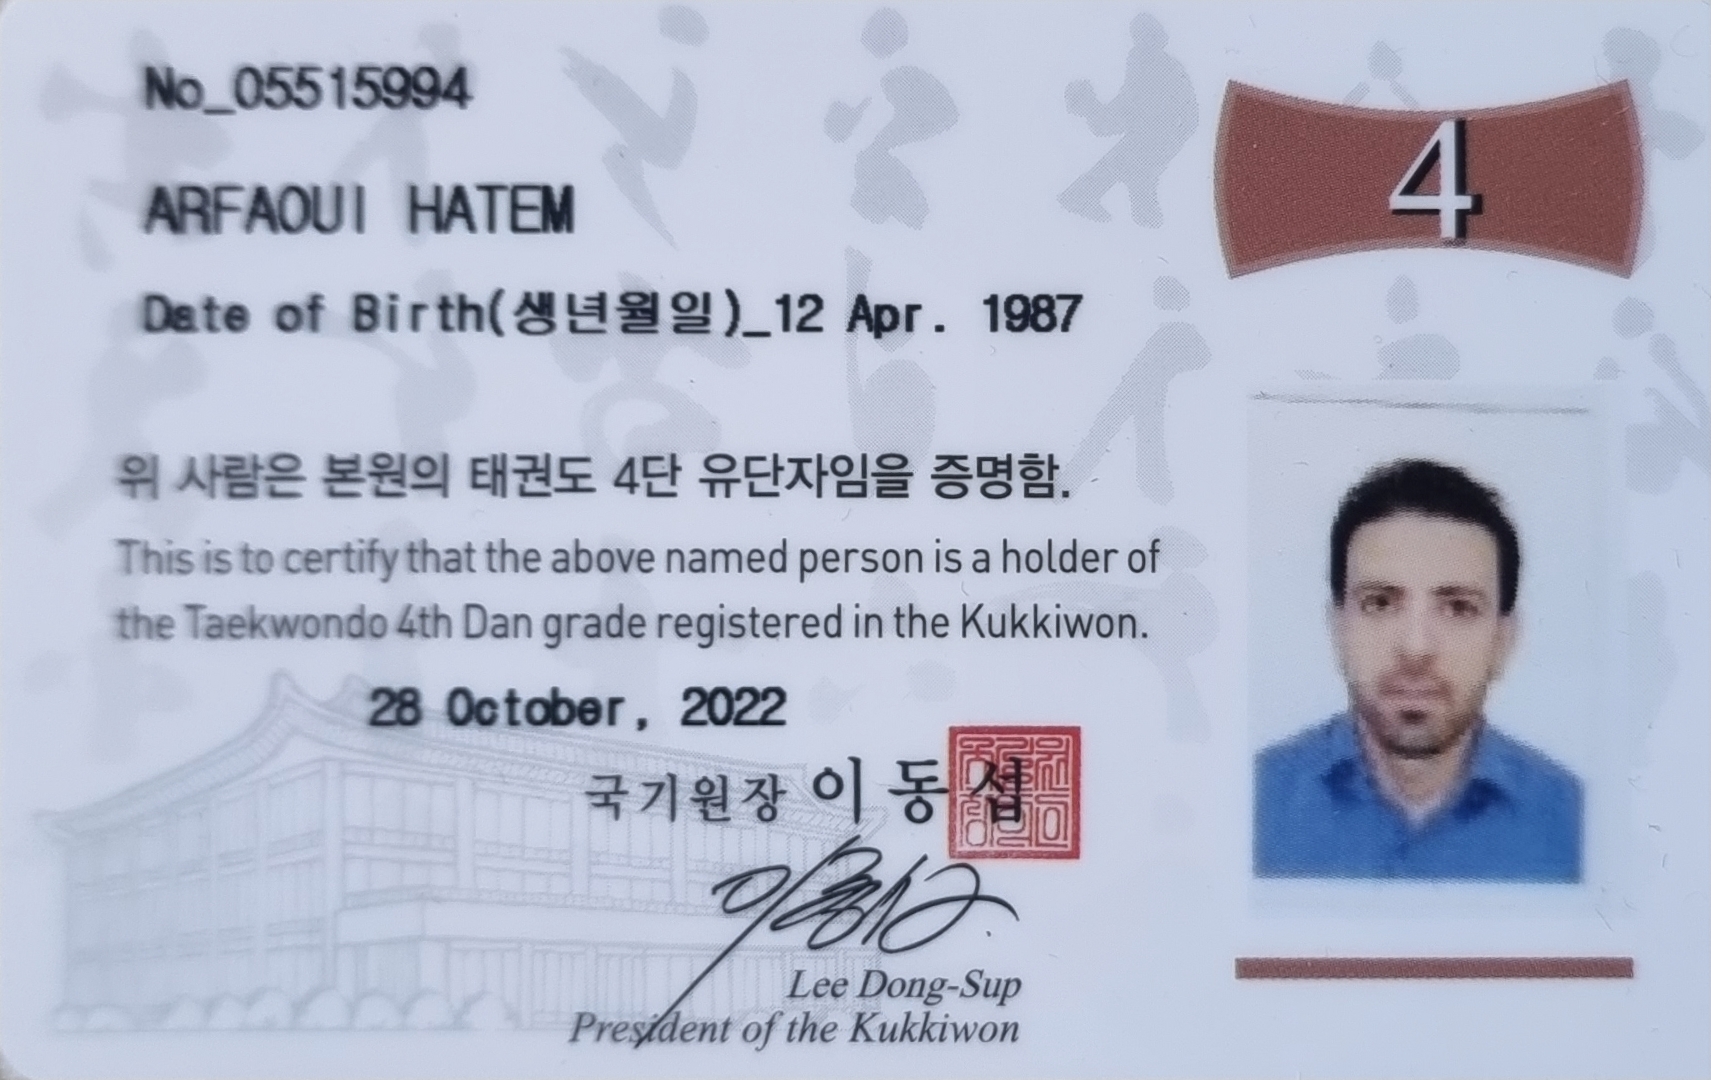 No_05515994
4
ARFAOUI HATEM
Date of Birth(생년월일)_12 Apr. 1987
위 사람은 본원의 태권도 4단 유단자임을 증명함.
This is to certify that the above named person is a holder of
the Taekwondo 4th Dan grade registered in the Kukkiwon.
28 October, 2022
국기원장 이동섭
Lee Dong-Sup
President of the Kukkiwon